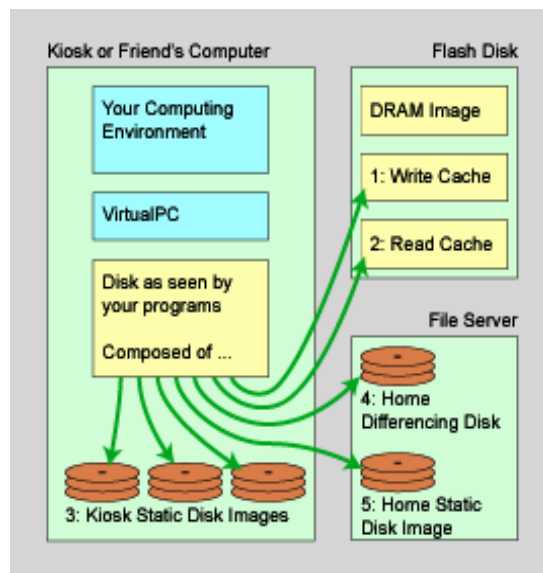 Kiosk or Friend's Computer
Your Computing
Environment
VirtualPC
Disk as seen by
your programs
Composed of ...
3: Kiosk Static Disk Images
Flash Disk
DRAM Image
1: Write Cache
2: Read Cache
File Server
4: Home
Differencing Disk
5: Home Static
Disk Image